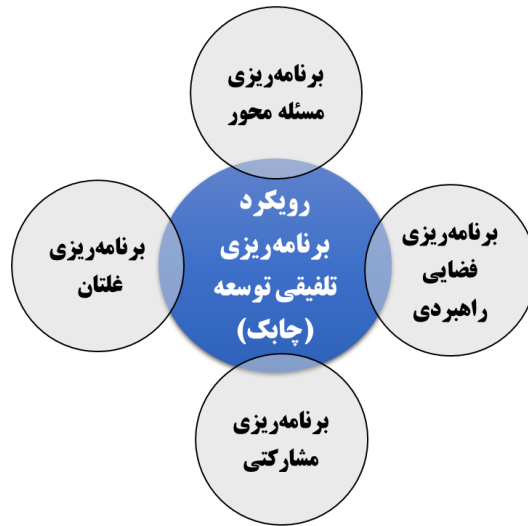 برنامه‌ریزی
مسئله محور
رویکرد
برنامه‌ریزی
تلفیقی توسعه
(چابک)
برنامه‌ریزی
فضایی
راهبردی
برنامه‌ریزی
غلتان
برنامه‌ریزی
مشارکتی